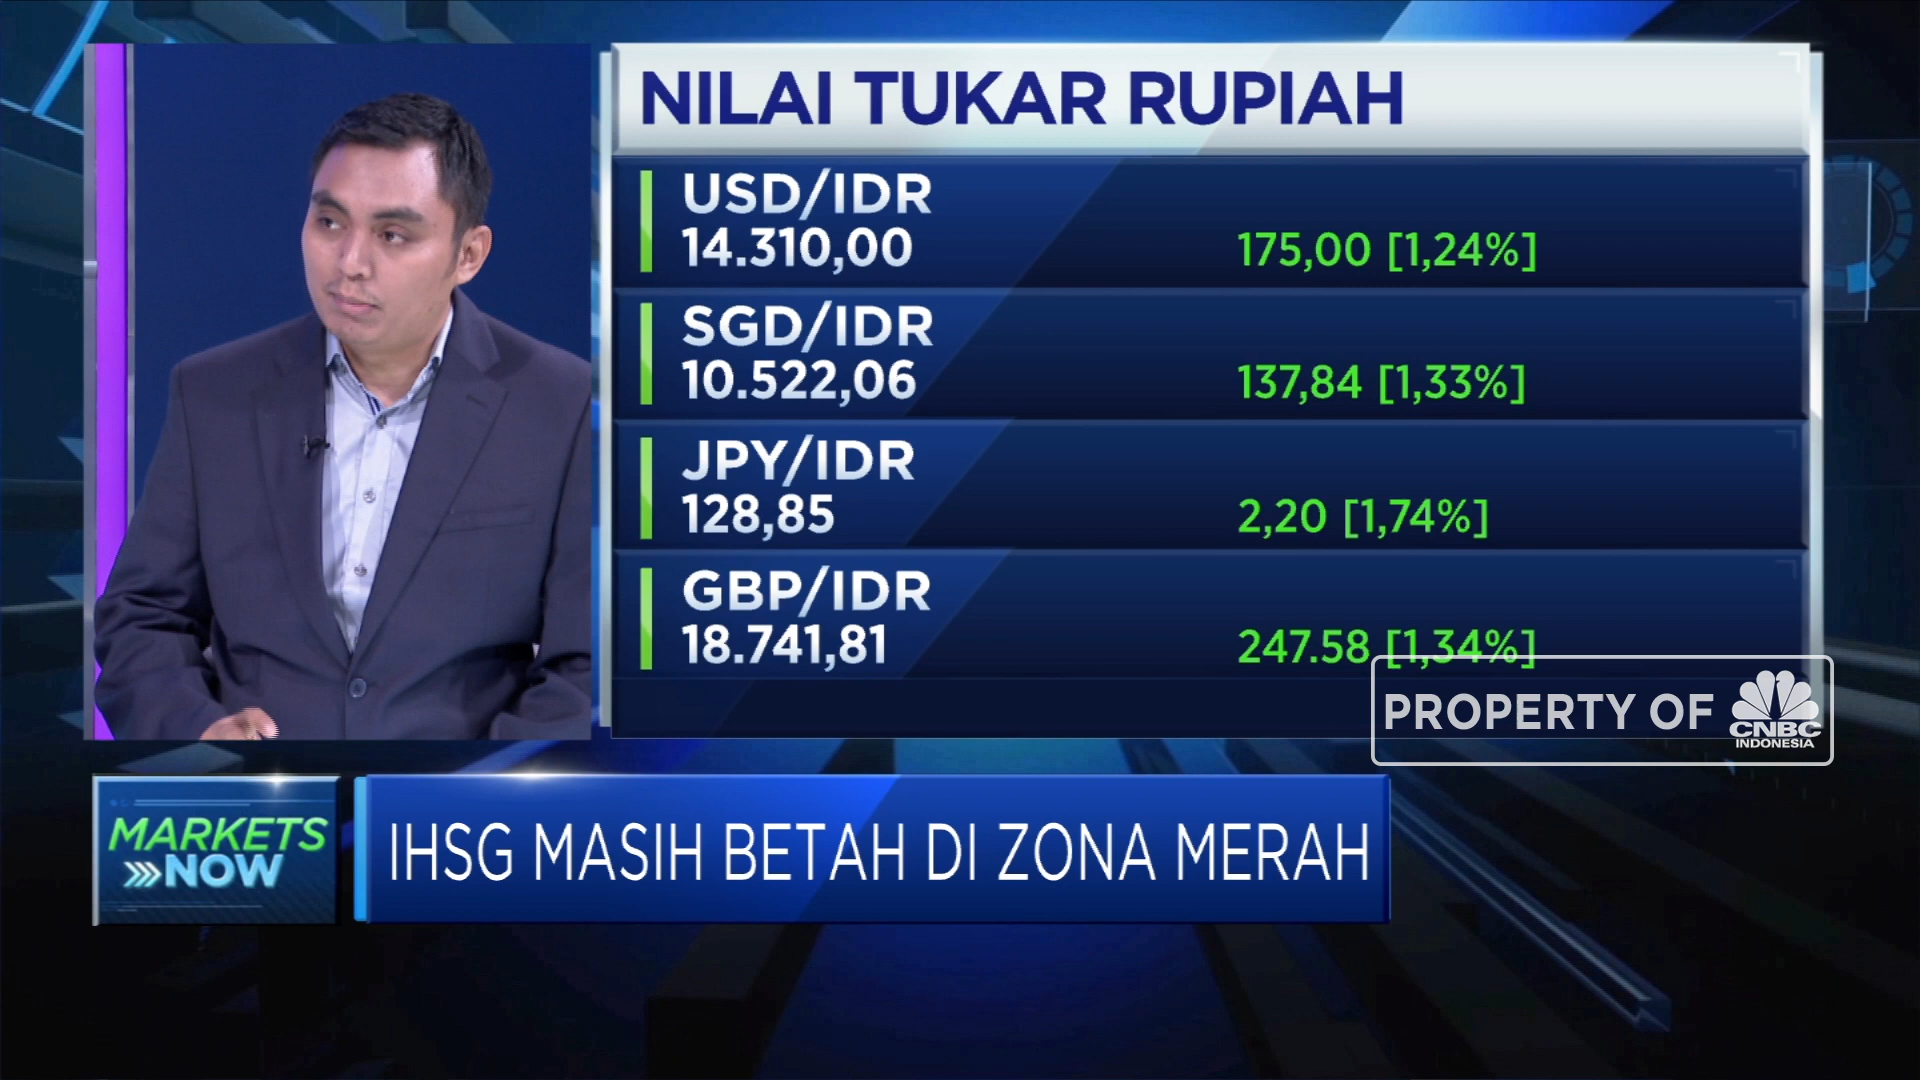 NILAI TUKAR RUPIAH
USD/IDR
14.310,00 175,00 [1,24%]
SGD/IDR
10.522,06 137,84 [1,33%]
JPY/IDR
128,85 2,20 [1,74%]
GBP/IDR
18.741,81 247.58 [1,34%]
PROPERTY OF
CNBC
INDONESIA
MARKETS
NOW
IHSG MASIH BETAH DI ZONA MERAH